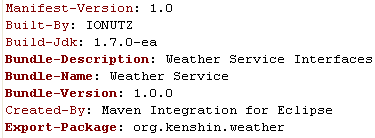 Manifest-Version: 1.0
Built-By: IONUTZ
Build-Jdk: 1.7.0-ea
Bundle-Description: Weather Service Interfaces
Bundle-Name: Weather Service
Bundle-Version: 1.0.0
Created-By: Maven Integration for Eclipse
Export-Package: org.kenshin.weather